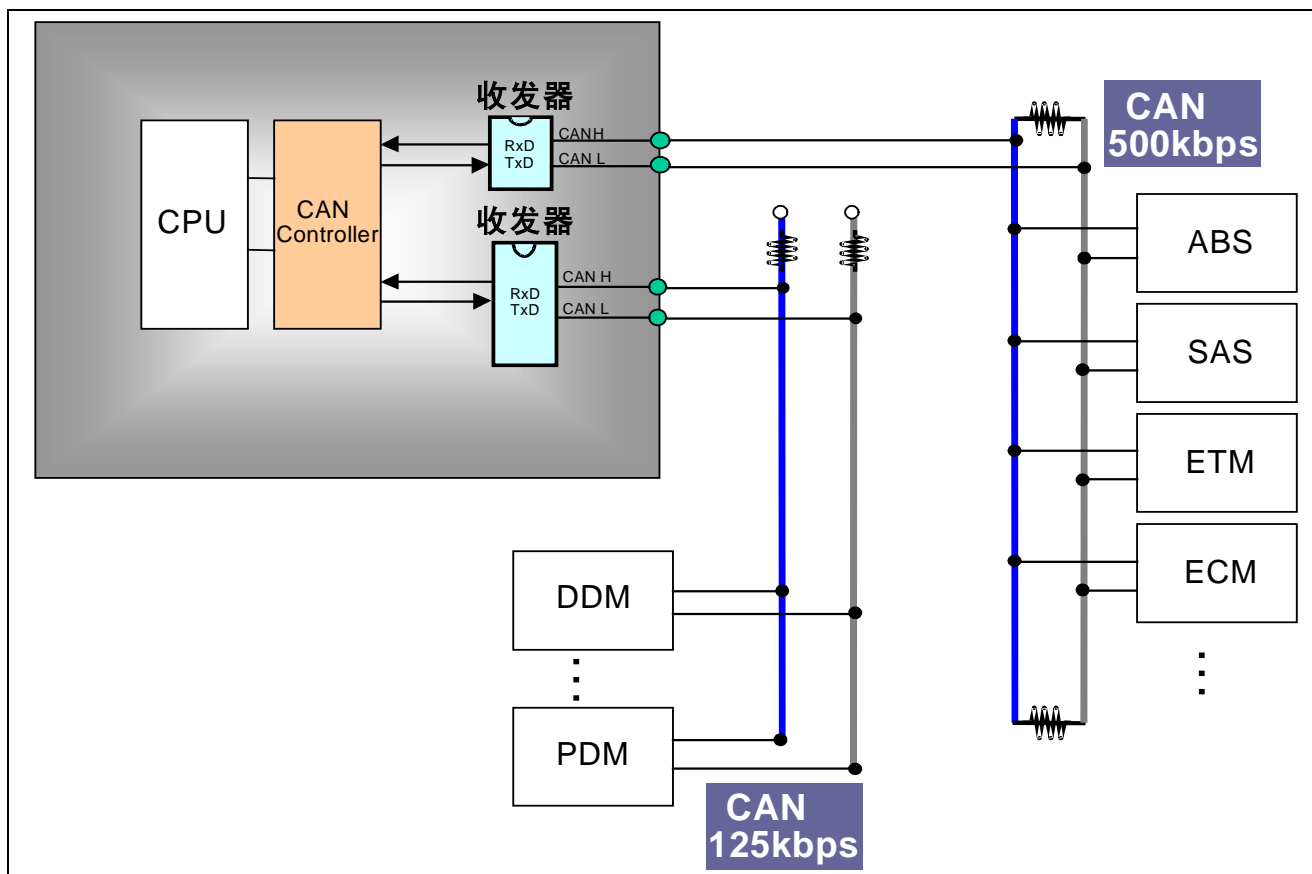 收发器
CANH
RxD
TxD
CAN L
CPU
CAN
Controller
收发器
CAN H
RxD
TxD
CAN L
CAN
500kbps
ABS
SAS
ETM
ECM
DDM
PDM
CAN
125kbps